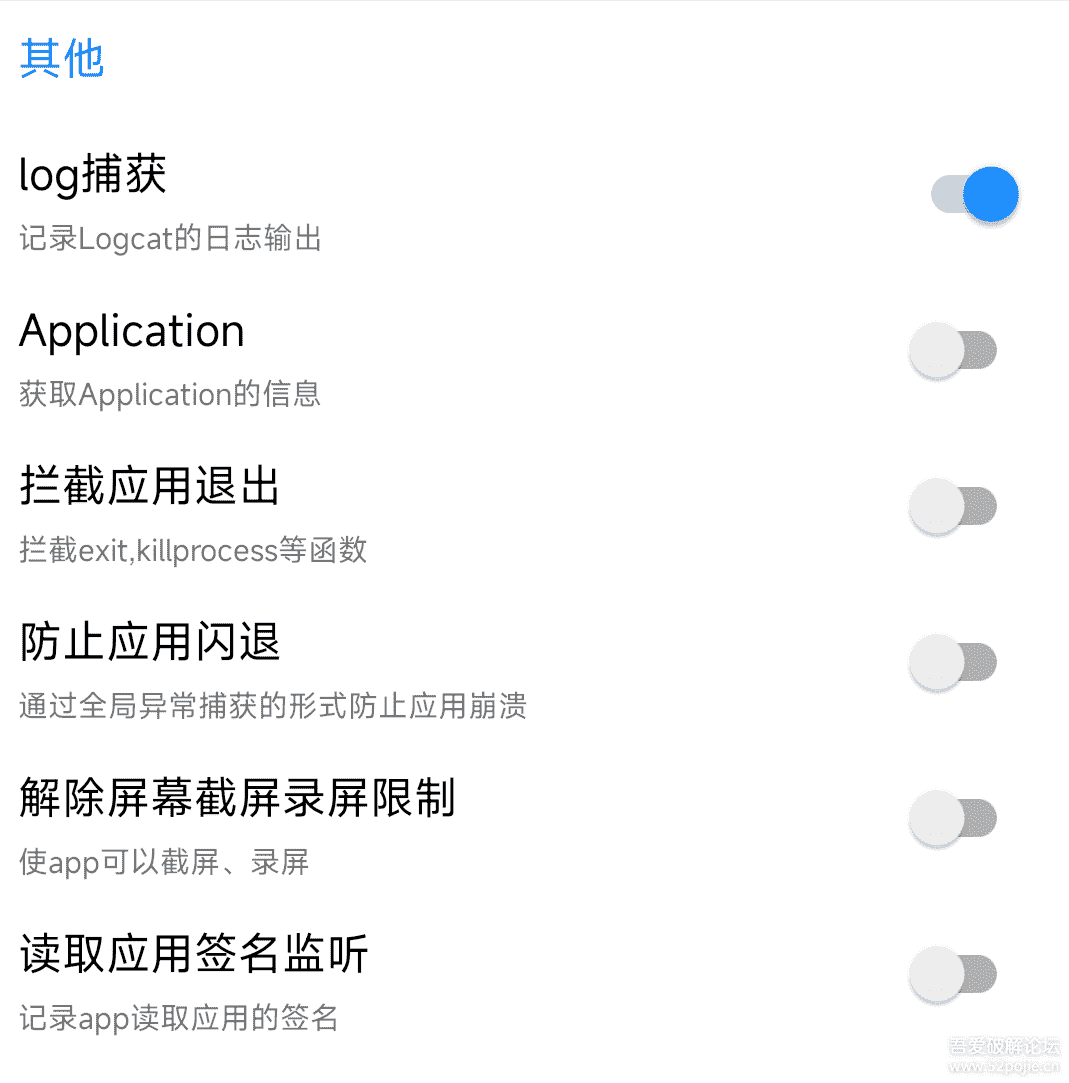 其他
log捕获
记录Logcat的日志输出
Application
获取Application的信息
拦截应用退出
拦截exit,killprocess等函数
防止应用闪退
通过全局异常捕获的形式防止应用崩溃
解除屏幕截屏录屏限制
使app可以截屏、录屏
读取应用签名监听
记录app读取应用的签名
吾爱破解论坛
www.52pojie.cn